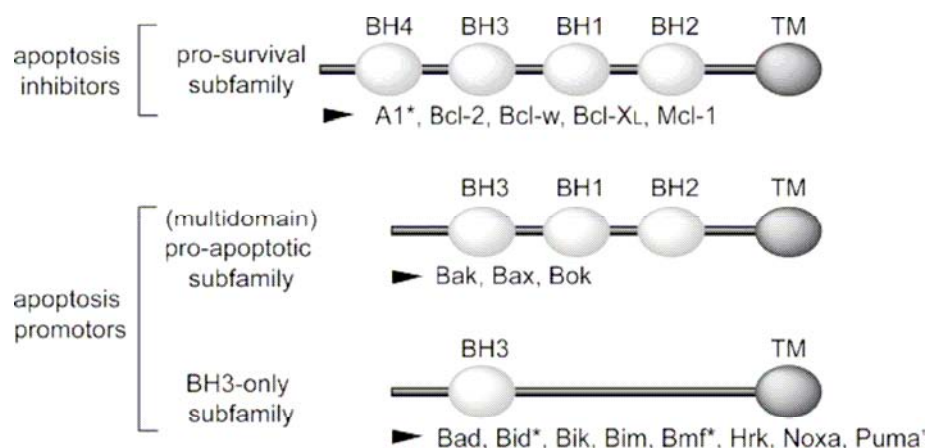 BH4 BH3 BH1 BH2 TM
apoptosis
inhibitors
pro-survival
subfamily
► A1*, Bcl-2, Bcl-w, Bcl-XL, Mcl-1
BH3 BH1 BH2 TM
apoptosis
promotors
(multidomain)
pro-apoptotic
subfamily
► Bak, Bax, Bok
BH3 TM
BH3-only
subfamily
► Bad, Bid*, Bik, Bim, Bmf*, Hrk, Noxa, Puma*